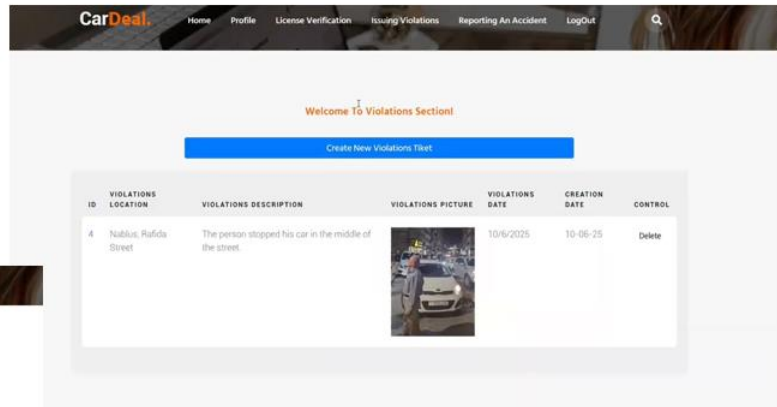 CarDeal. Home Profile License Verification Issuing Violations Reporting An Accident LogOut
Welcome To Violations Section!
Create New Violations Tiket
ID VIOLATIONS LOCATION VIOLATIONS DESCRIPTION VIOLATIONS PICTURE VIOLATIONS DATE CREATION DATE CONTROL
4 Nablus, Rafida Street The person stopped his car in the middle of the street. 10/6/2025 10-06-25 Delete